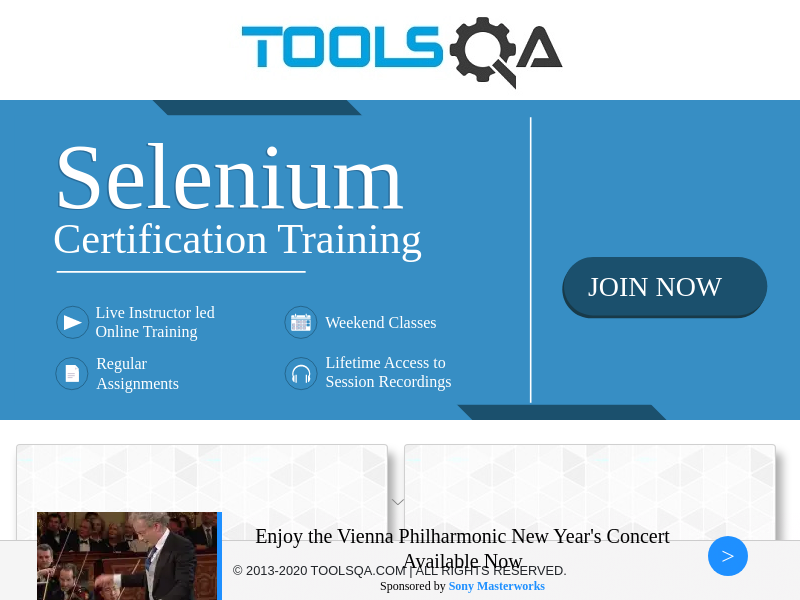 TOOLSQA
Selenium
Certification Training
JOIN NOW
Live Instructor led
Online Training
Weekend Classes
Regular
Assignments
Lifetime Access to
Session Recordings
Enjoy the Vienna Philharmonic New Year's Concert
Available Now
>
© 2013-2020 TOOLSQA.COM | ALL RIGHTS RESERVED.
Sponsored by Sony Masterworks